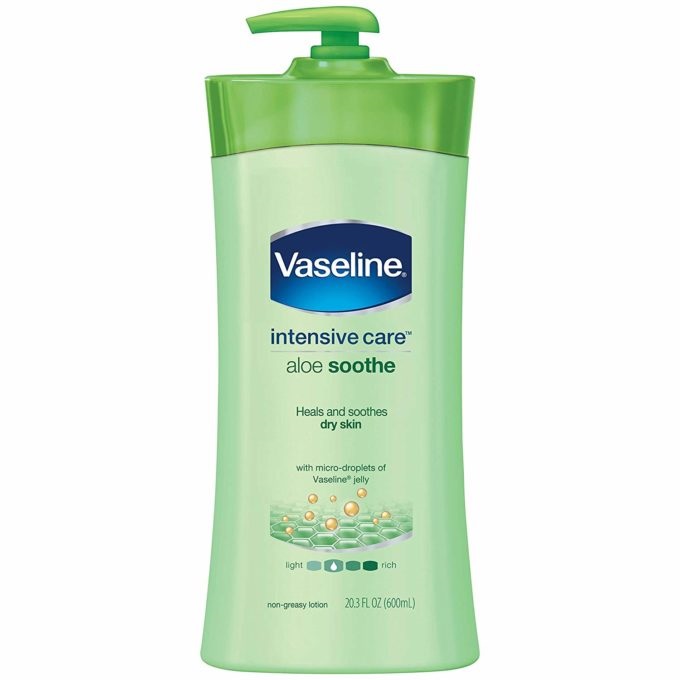 Vaseline®
intensive care™
aloe soothe
Heals and soothes
dry skin
with micro-droplets of
Vaseline® jelly
light rich
non-greasy lotion 20.3 FL OZ (600mL)